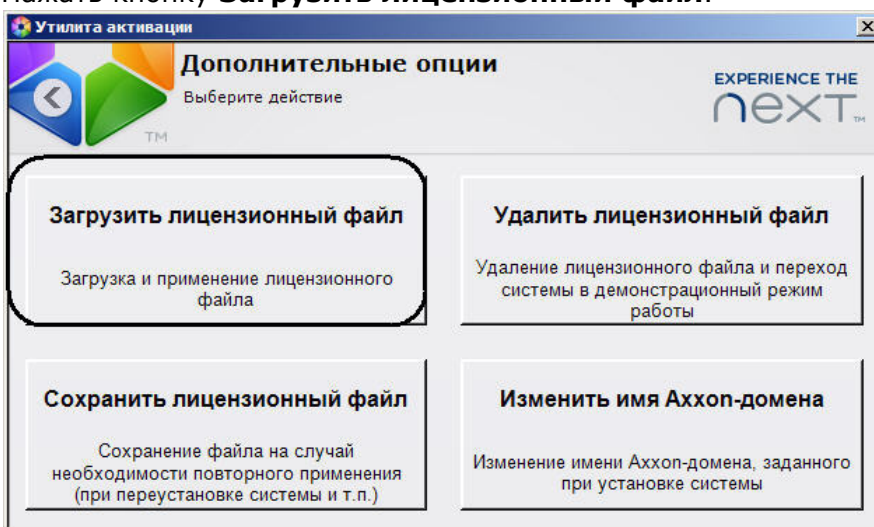 Нажать кнопку Загрузить лицензионный файл.
Утилита активации
Дополнительные опции
Выберите действие
EXPERIENCE THE
next TM
TM
Загрузить лицензионный файл
Загрузка и применение лицензионного
файла
Удалить лицензионный файл
Удаление лицензионного файла и переход
системы в демонстрационный режим
работы
Сохранить лицензионный файл
Сохранение файла на случай
необходимости повторного применения
(при переустановке системы и т.п.)
Изменить имя Axxon-домена
Изменение имени Axxon-домена, заданного
при установке системы